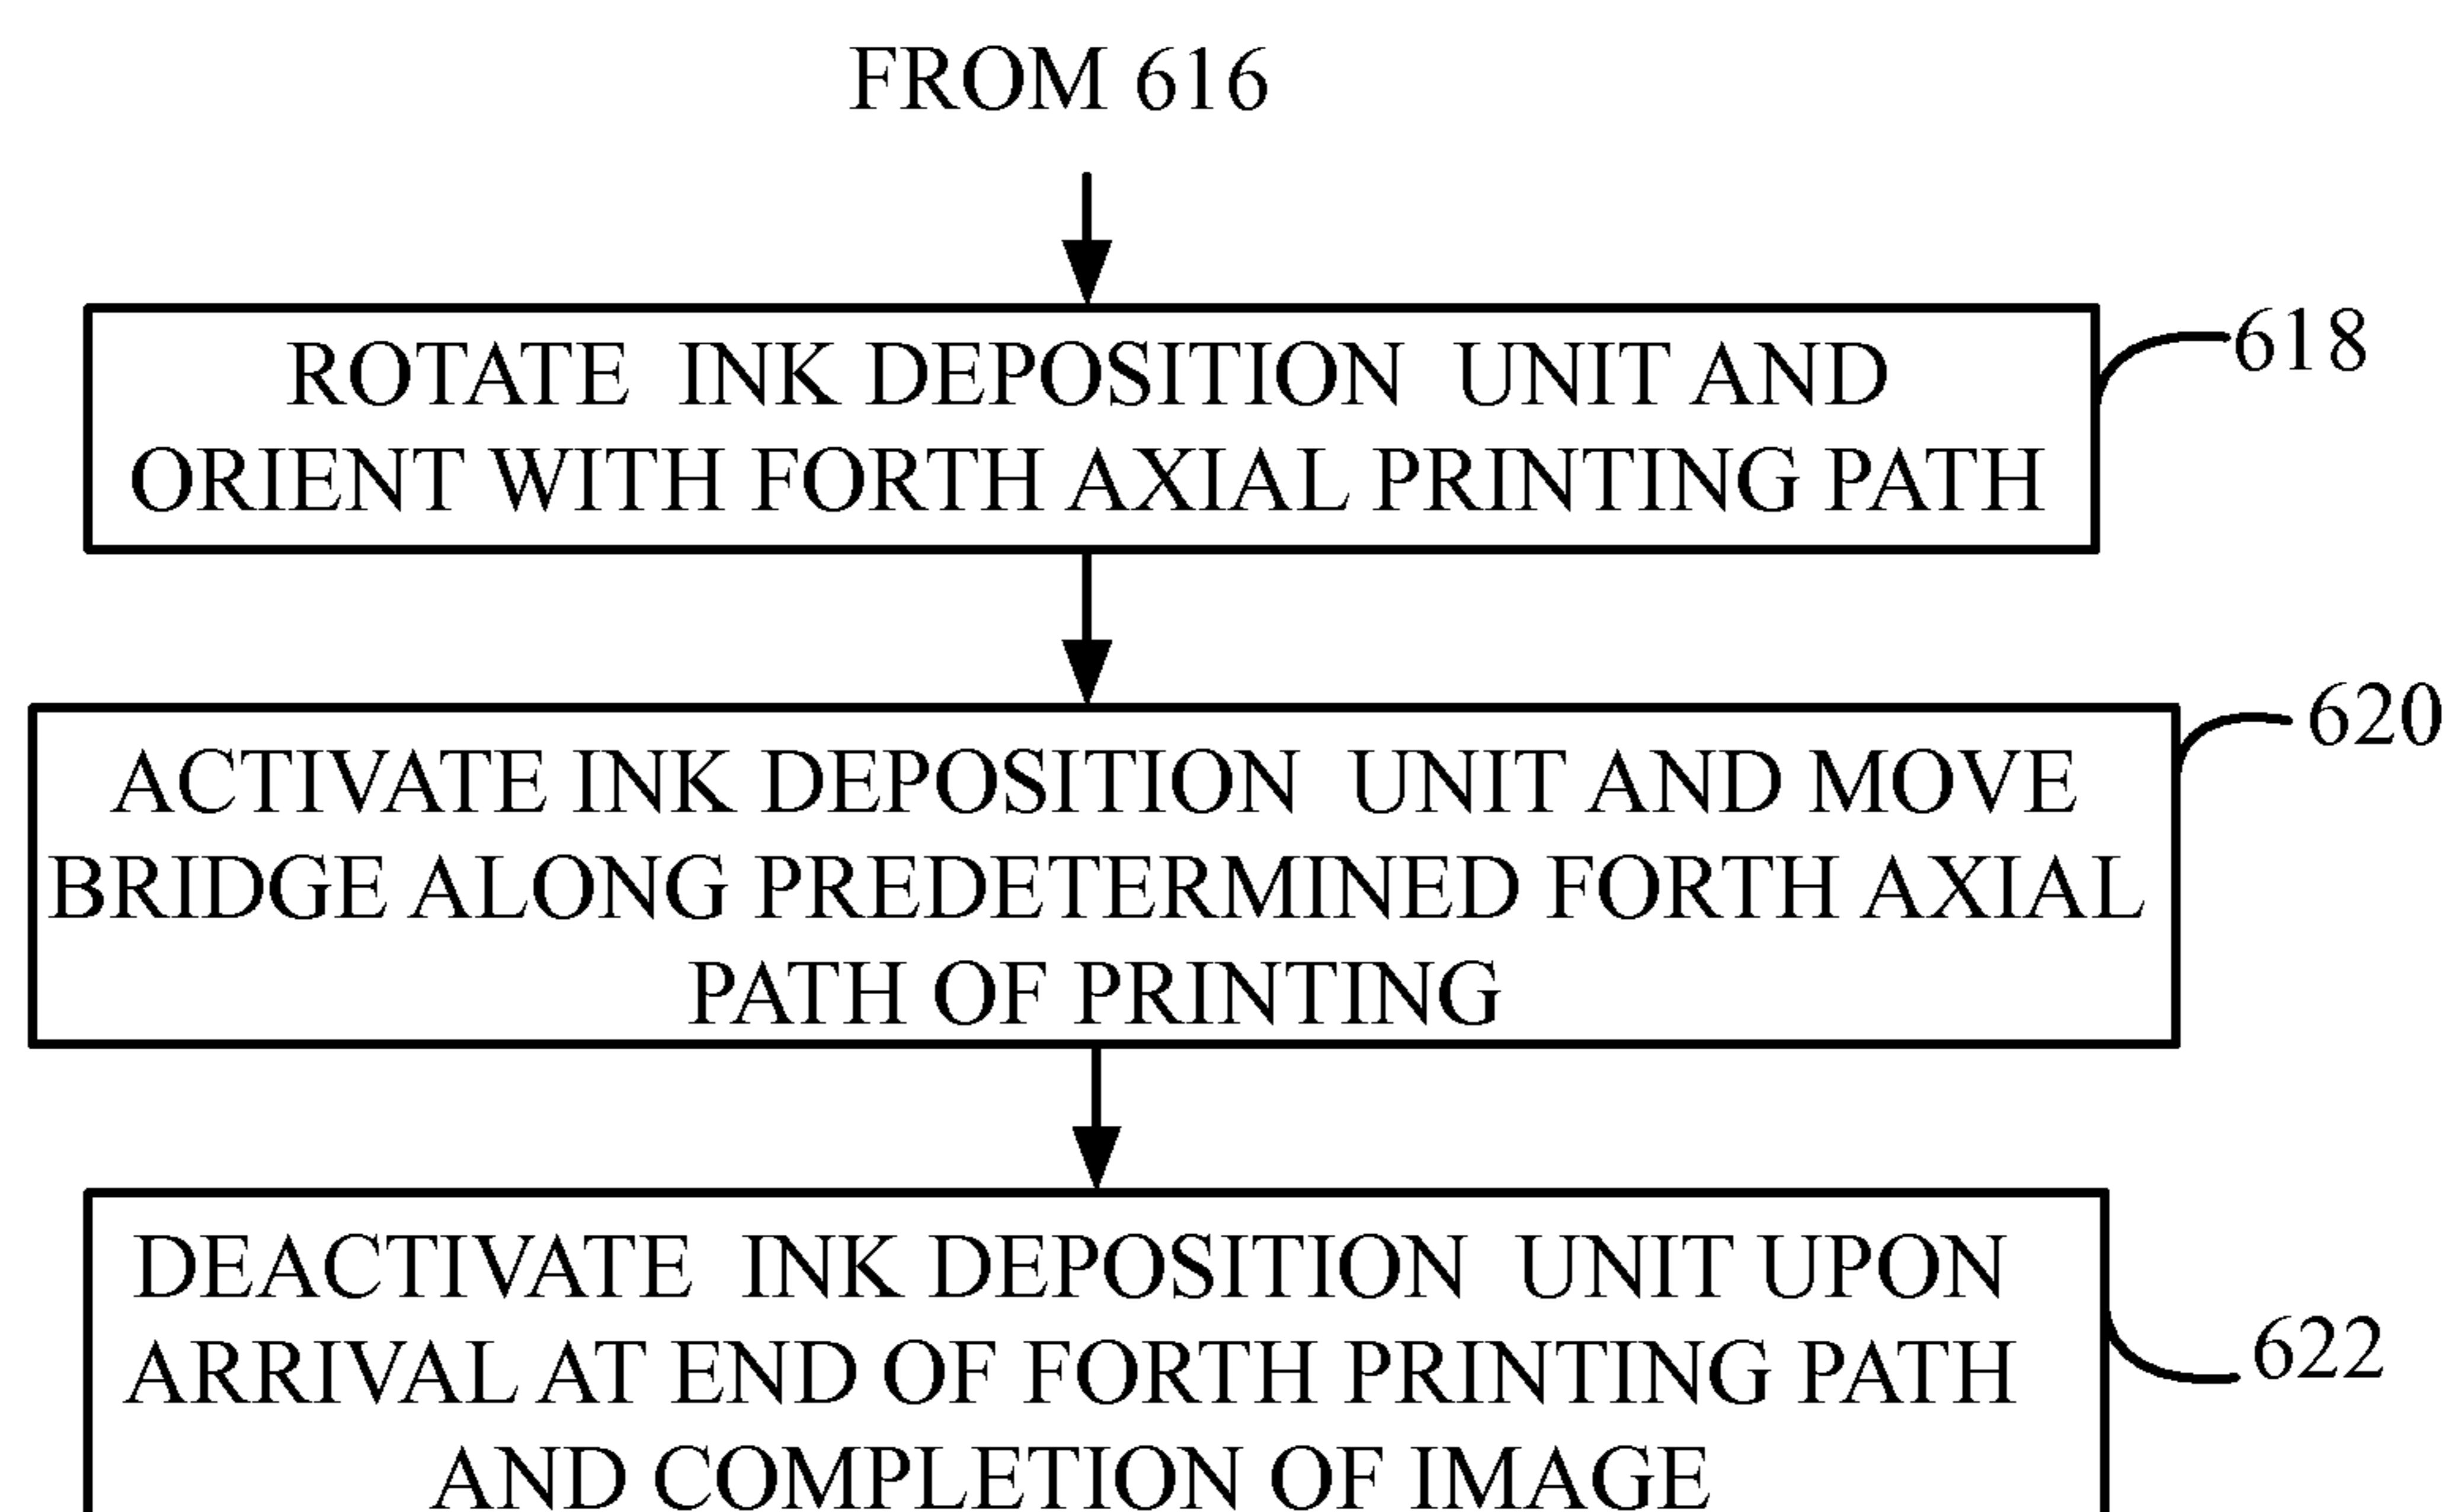 FROM 616
ROTATE INK DEPOSITION UNIT AND
ORIENT WITH FORTH AXIAL PRINTING PATH
618
ACTIVATE INK DEPOSITION UNIT AND MOVE
BRIDGE ALONG PREDETERMINED FORTH AXIAL
PATH OF PRINTING
620
DEACTIVATE INK DEPOSITION UNIT UPON
ARRIVAL AT END OF FORTH PRINTING PATH
AND COMPLETION OF IMAGE
622